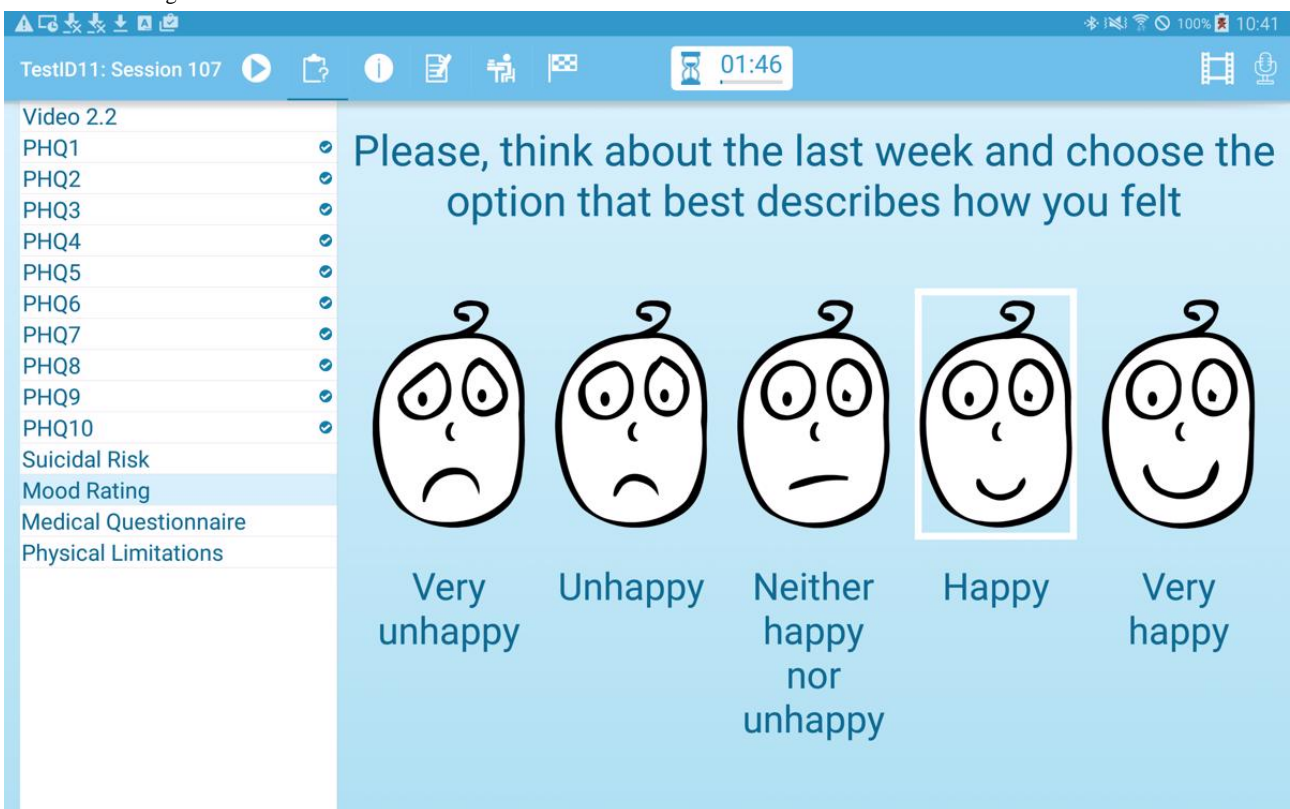 100% 10:41
TestID11: Session 107
01:46
Video 2.2
PHQ1
PHQ2
PHQ3
PHQ4
PHQ5
PHQ6
PHQ7
PHQ8
PHQ9
PHQ10
Suicidal Risk
Mood Rating
Medical Questionnaire
Physical Limitations
Please, think about the last week and choose the
option that best describes how you felt
Very
unhappy
Unhappy
Neither
happy
nor
unhappy
Happy
Very
happy